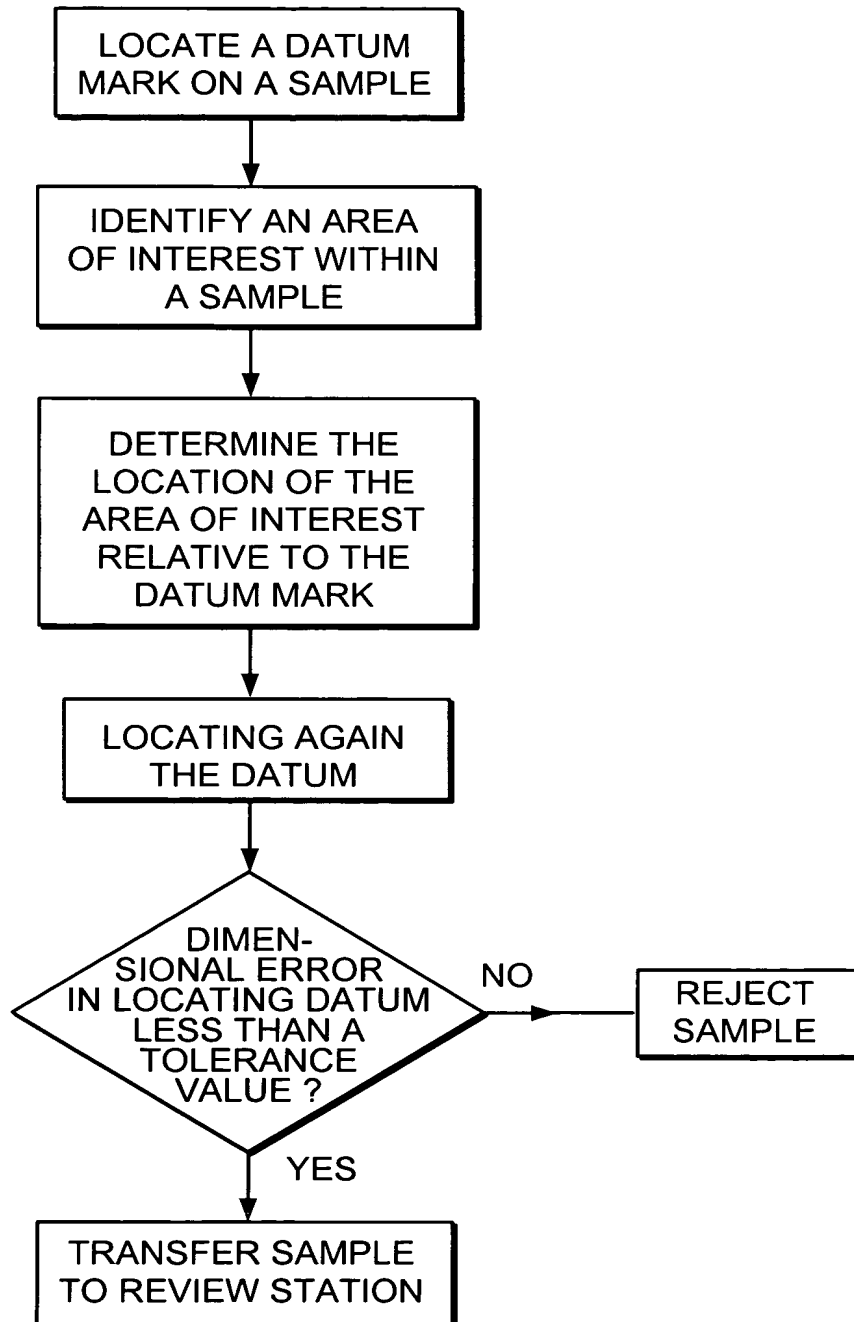 LOCATE A DATUM
MARK ON A SAMPLE
IDENTIFY AN AREA
OF INTEREST WITHIN
A SAMPLE
DETERMINE THE
LOCATION OF THE
AREA OF INTEREST
RELATIVE TO THE
DATUM MARK
LOCATING AGAIN
THE DATUM
DIMEN-
SIONAL ERROR
IN LOCATING DATUM
LESS THAN A
TOLERANCE
VALUE ?
NO
REJECT
SAMPLE
YES
TRANSFER SAMPLE
TO REVIEW STATION